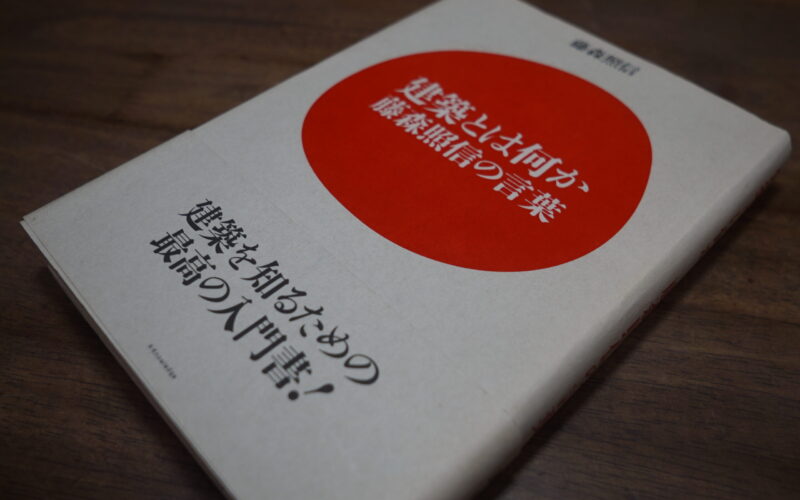 藤森照信
建築とは何か
藤森照信の言葉
建築を知るための
最高の入門書!